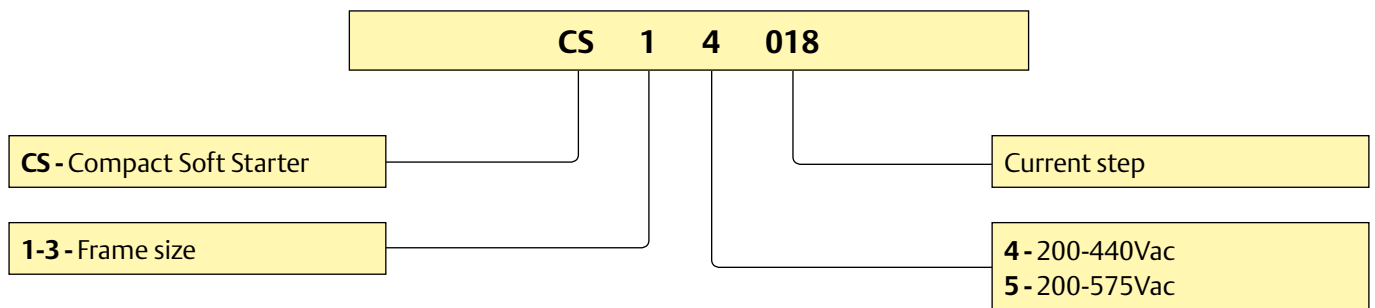 CS 1 4 018
CS - Compact Soft Starter
Current step
1-3 - Frame size
4 - 200-440Vac
5 - 200-575Vac